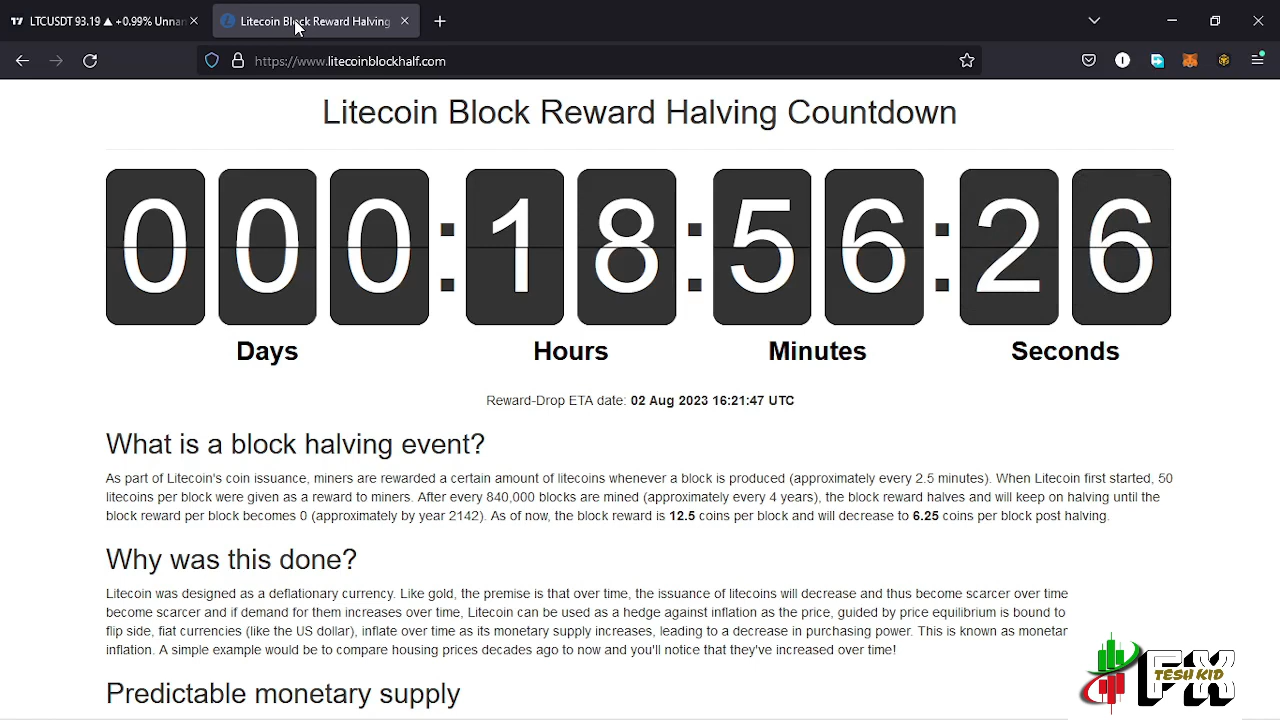 LTCUSDT 93.19 ▲ +0.99% Unnar
Litecoin Block Reward Halving
https://www.litecoinblockhalf.com
Litecoin Block Reward Halving Countdown
000:18:56:26
Days Hours Minutes Seconds
Reward-Drop ETA date: 02 Aug 2023 16:21:47 UTC
What is a block halving event?
As part of Litecoin's coin issuance, miners are rewarded a certain amount of litecoins whenever a block is produced (approximately every 2.5 minutes). When Litecoin first started, 50
litecoins per block were given as a reward to miners. After every 840,000 blocks are mined (approximately every 4 years), the block reward halves and will keep on halving until the
block reward per block becomes 0 (approximately by year 2142). As of now, the block reward is 12.5 coins per block and will decrease to 6.25 coins per block post halving.
Why was this done?
Litecoin was designed as a deflationary currency. Like gold, the premise is that over time, the issuance of litecoins will decrease and thus become scarcer over time
become scarcer and if demand for them increases over time, Litecoin can be used as a hedge against inflation as the price, guided by price equilibrium is bound to
flip side, fiat currencies (like the US dollar), inflate over time as its monetary supply increases, leading to a decrease in purchasing power. This is known as monetar
inflation. A simple example would be to compare housing prices decades ago to now and you'll notice that they've increased over time!
FX
TESH KID
Predictable monetary supply